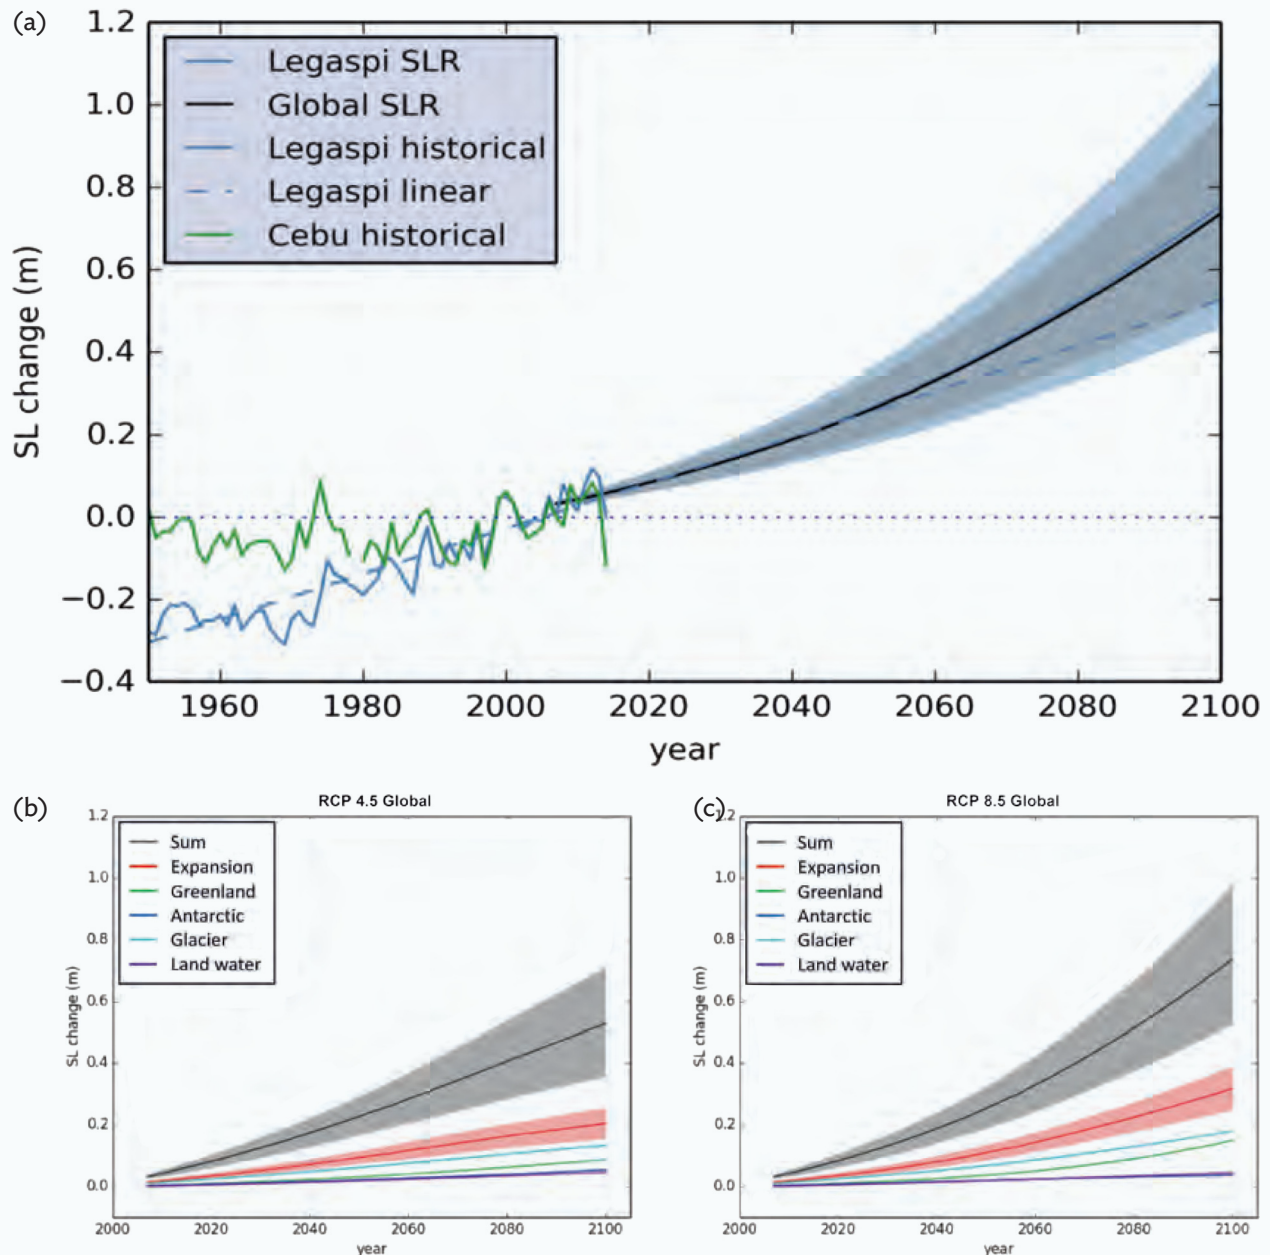 (a)
1.2
1.0
0.8
0.6
0.4
0.2
0.0
−0.2
−0.4
SL change (m)
Legaspi SLR
Global SLR
Legaspi historical
Legaspi linear
Cebu historical
1960 1980 2000 2020 2040 2060 2080 2100
year
(b)
RCP 4.5 Global
1.2
1.0
0.8
0.6
0.4
0.2
0.0
SL change (m)
Sum
Expansion
Greenland
Antarctic
Glacier
Land water
2000 2020 2040 2060 2080 2100
year
(c)
RCP 8.5 Global
1.2
1.0
0.8
0.6
0.4
0.2
0.0
SL change (m)
Sum
Expansion
Greenland
Antarctic
Glacier
Land water
2000 2020 2040 2060 2080 2100
year